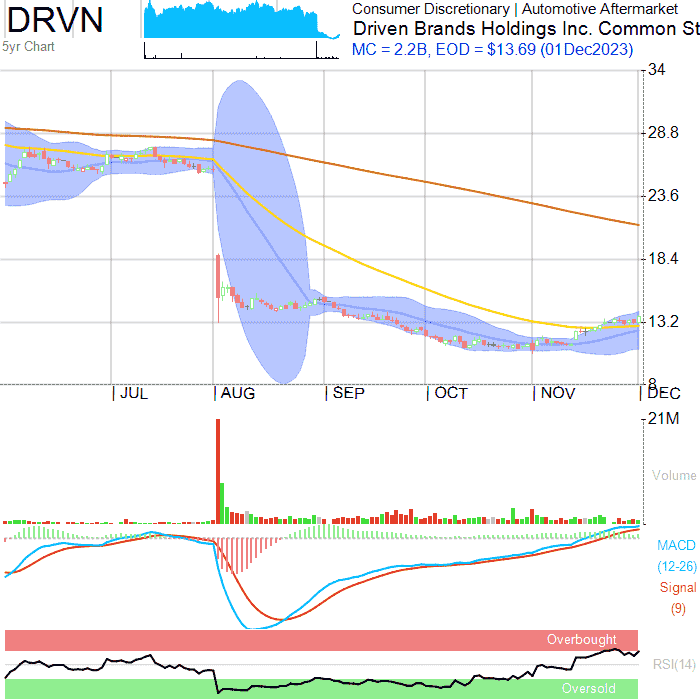 DRVN
5yr Chart
Consumer Discretionary | Automotive Aftermarket
Driven Brands Holdings Inc. Common St
MC = 2.2B, EOD = $13.69 (01Dec2023)
34
28.8
23.6
18.4
13.2
8
JUL
AUG
SEP
OCT
NOV
DEC
21M
Volume
MACD
(12-26)
Signal
(9)
Overbought
RSI(14)
Oversold